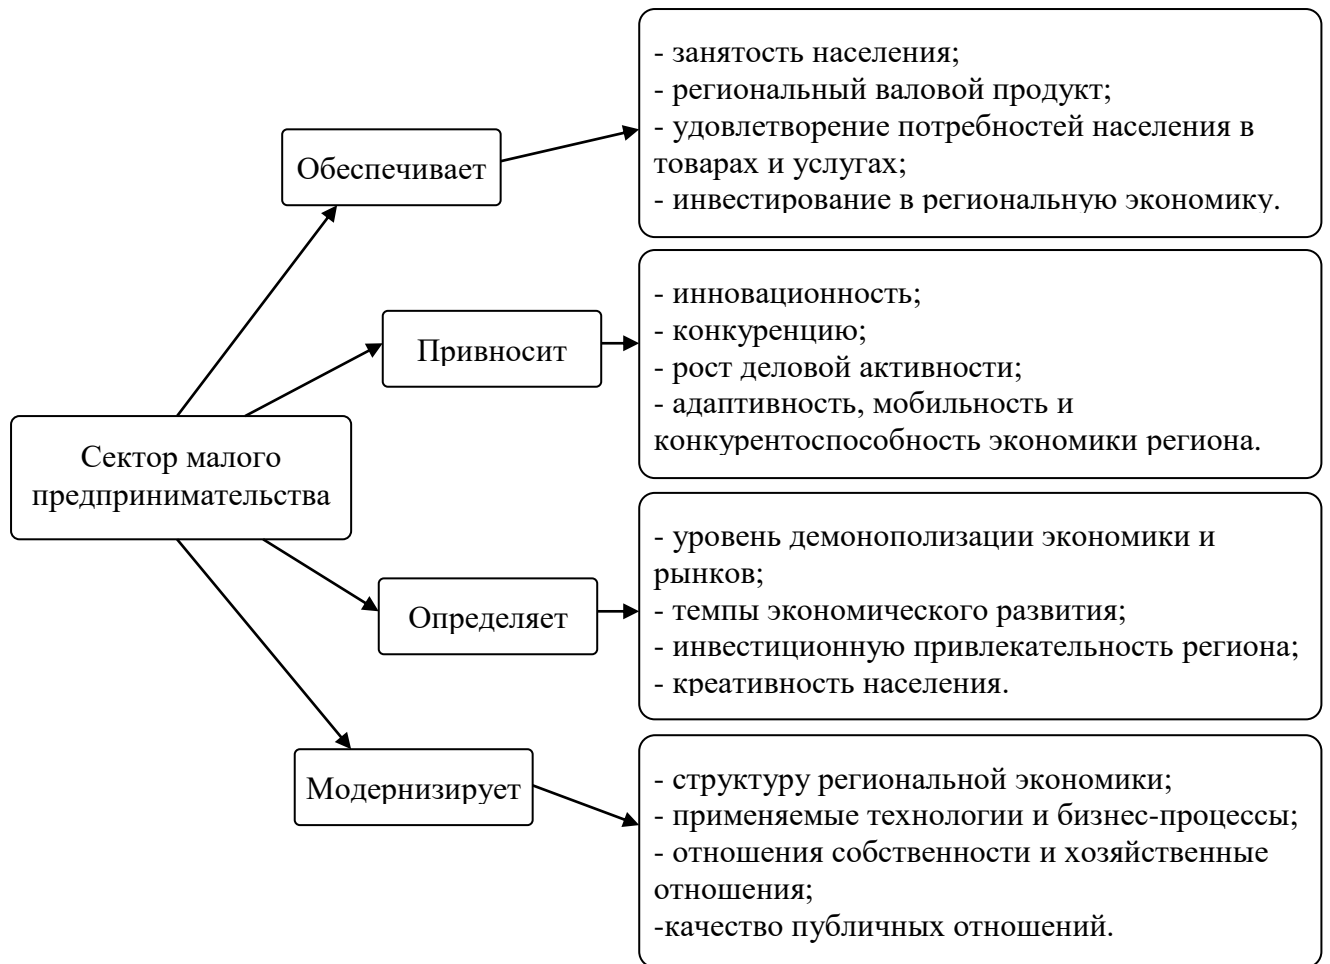 Сектор малого
предпринимательства
Обеспечивает
- занятость населения;
- региональный валовой продукт;
- удовлетворение потребностей населения в
товарах и услугах;
- инвестирование в региональную экономику.
Привносит
- инновационность;
- конкуренцию;
- рост деловой активности;
- адаптивность, мобильность и
конкурентоспособность экономики региона.
Определяет
- уровень демонополизации экономики и
рынков;
- темпы экономического развития;
- инвестиционную привлекательность региона;
- креативность населения.
Модернизирует
- структуру региональной экономики;
- применяемые технологии и бизнес-процессы;
- отношения собственности и хозяйственные
отношения;
-качество публичных отношений.